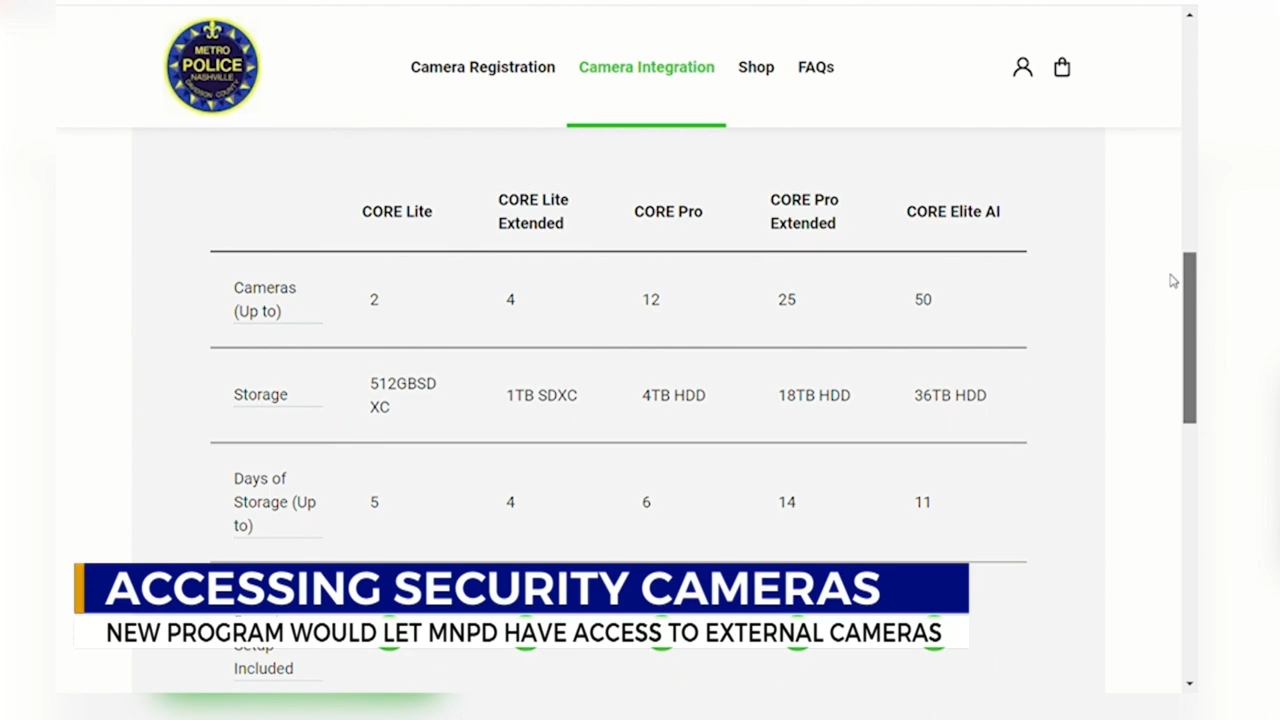 METRO
POLICE
NASHVILLE
DAVIDSON COUNTY
Camera Registration Camera Integration Shop FAQs
CORE Lite CORE Lite Extended CORE Pro CORE Pro Extended CORE Elite AI
Cameras (Up to) 2 4 12 25 50
Storage 512GBSD XC 1TB SDXC 4TB HDD 18TB HDD 36TB HDD
Days of Storage (Up to) 5 4 6 14 11
ACCESSING SECURITY CAMERAS
NEW PROGRAM WOULD LET MNPD HAVE ACCESS TO EXTERNAL CAMERAS
Setup
Included